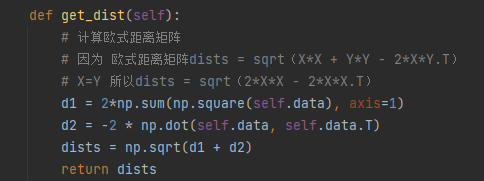 def get_dist(self):
# 计算欧式距离矩阵
# 因为 欧式距离矩阵dists = sqrt（X*X + Y*Y - 2*X*Y.T）
# X=Y 所以dists = sqrt（2*X*X - 2*X*X.T）
d1 = 2*np.sum(np.square(self.data), axis=1)
d2 = -2 * np.dot(self.data, self.data.T)
dists = np.sqrt(d1 + d2)
return dists